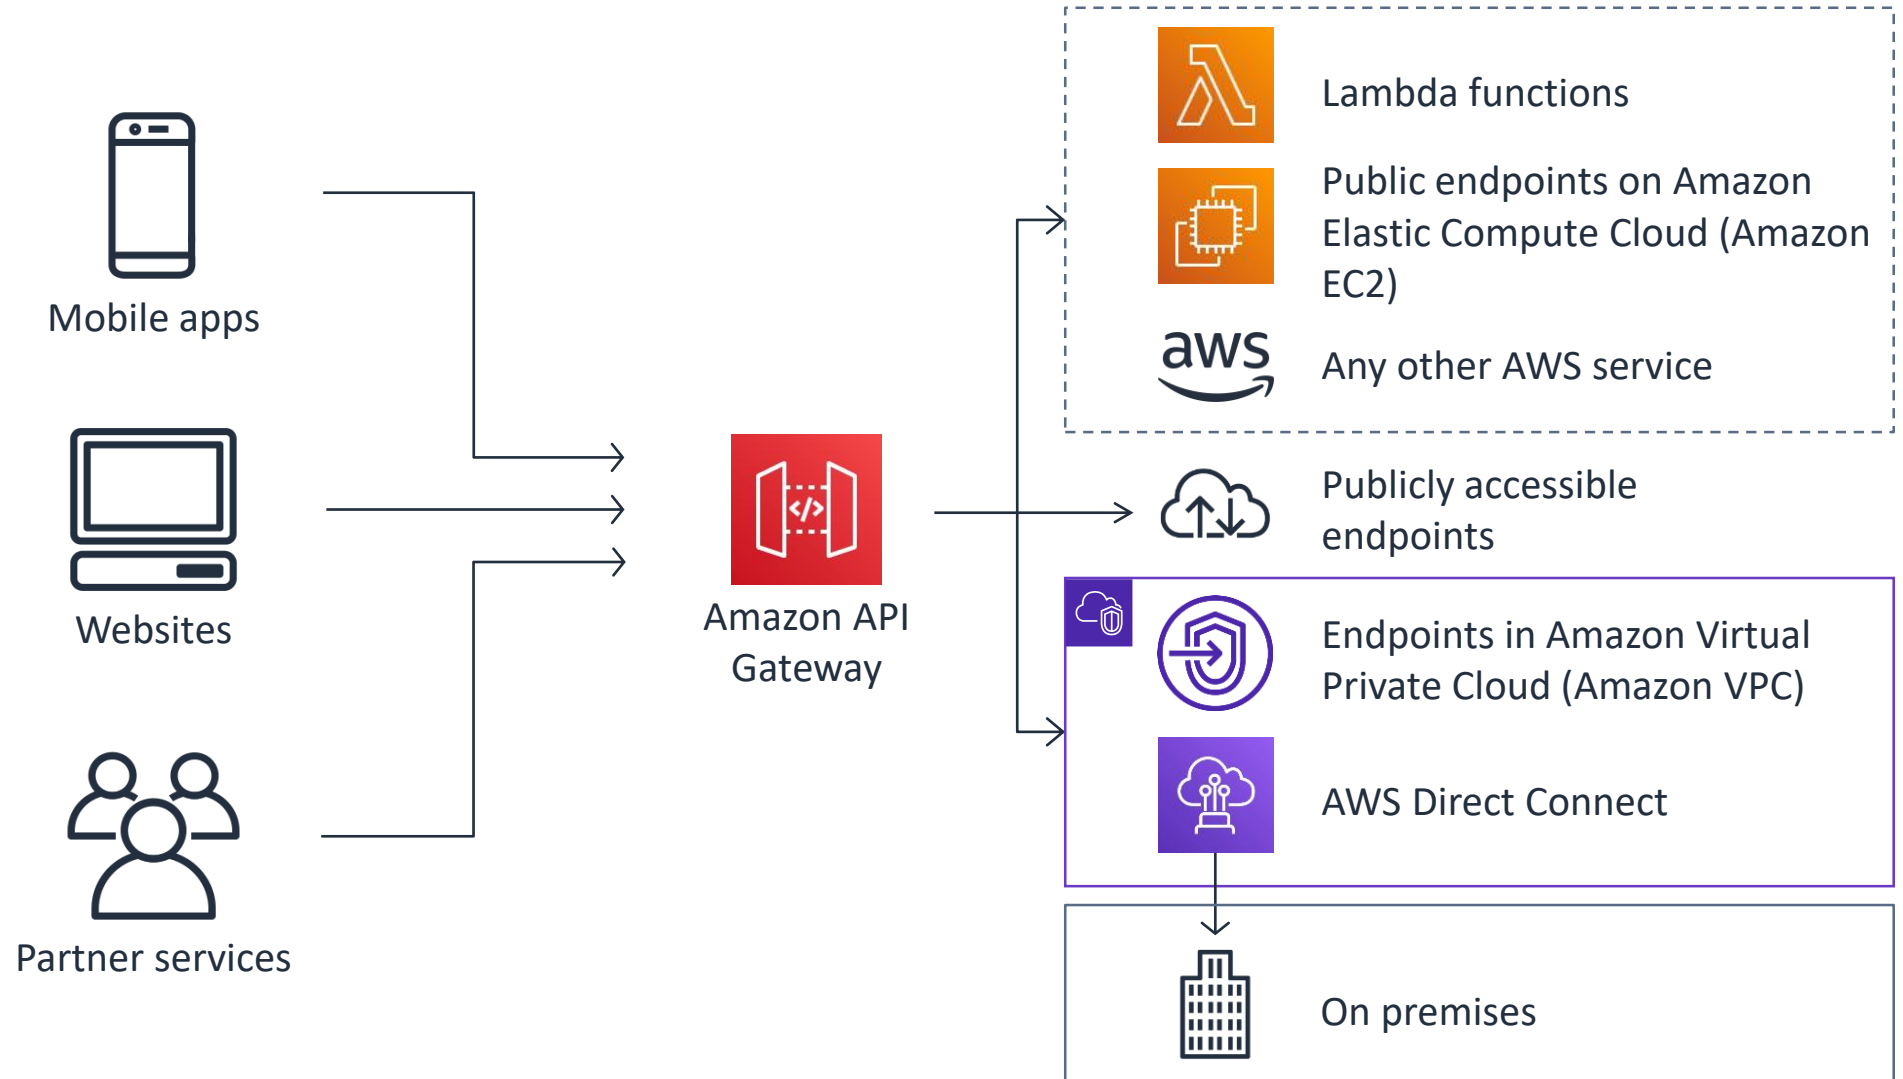 Mobile apps
Websites
Partner services
</>
Amazon API
Gateway
Lambda functions
Public endpoints on Amazon
Elastic Compute Cloud (Amazon
EC2)
aws
Any other AWS service
Publicly accessible
endpoints
Endpoints in Amazon Virtual
Private Cloud (Amazon VPC)
AWS Direct Connect
On premises